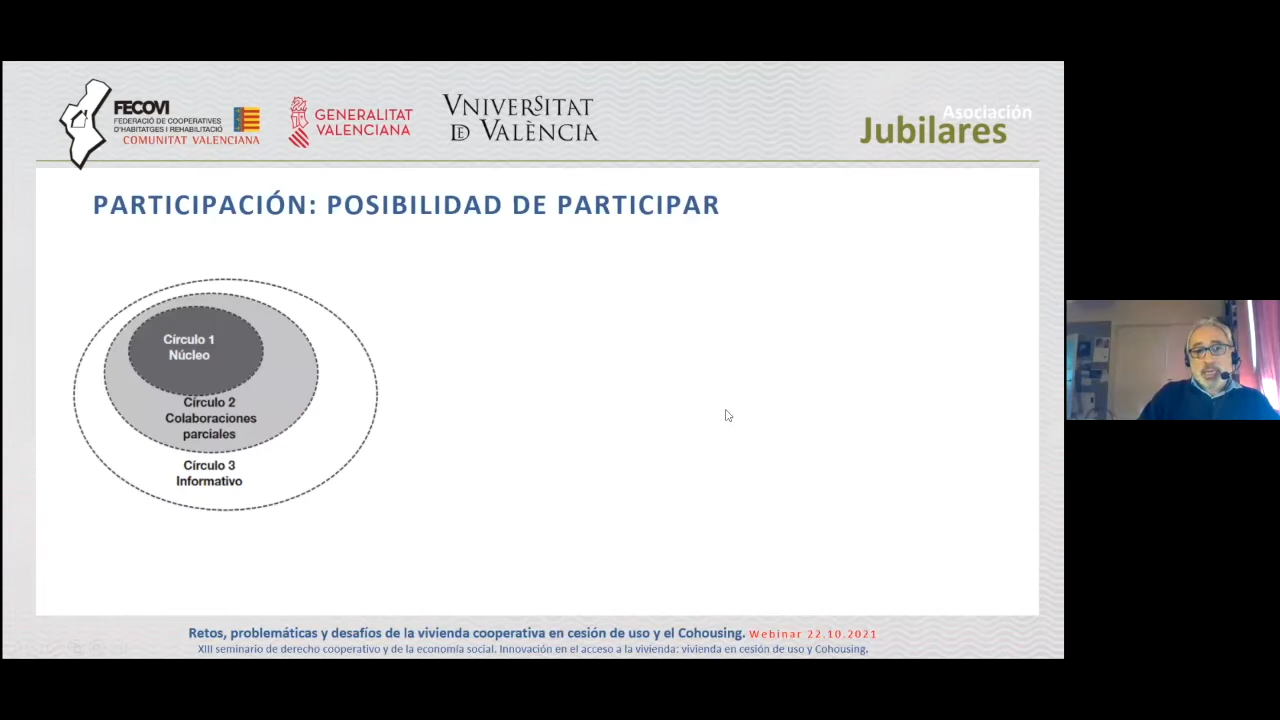 FECOVI
FEDERACIÓ DE COOPERATIVES
D'HABITATGES I REHABILITACIÓ
COMUNITAT VALENCIANA
GENERALITAT
VALENCIANA
VNIVERSITAT
DE VALÈNCIA
Asociación
Jubilares
PARTICIPACIÓN: POSIBILIDAD DE PARTICIPAR
Círculo 1
Núcleo
Círculo 2
Colaboraciones
parciales
Círculo 3
Informativo
Retos, problemáticas y desafíos de la vivienda cooperativa en cesión de uso y el Cohousing. Webinar 22.10.2021
XIII seminario de derecho cooperativo y de la economía social. Innovación en el acceso a la vivienda: vivienda en cesión de uso y Cohousing.